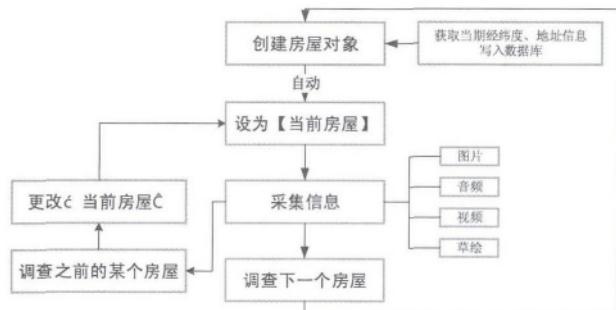 创建房屋对象
获取当期经纬度、地址信息
写入数据库
自动
设为【当前房屋】
图片
更改ć 当前房屋Ĉ
采集信息
音频
视频
调查之前的某个房屋
调查下一个房屋
草绘